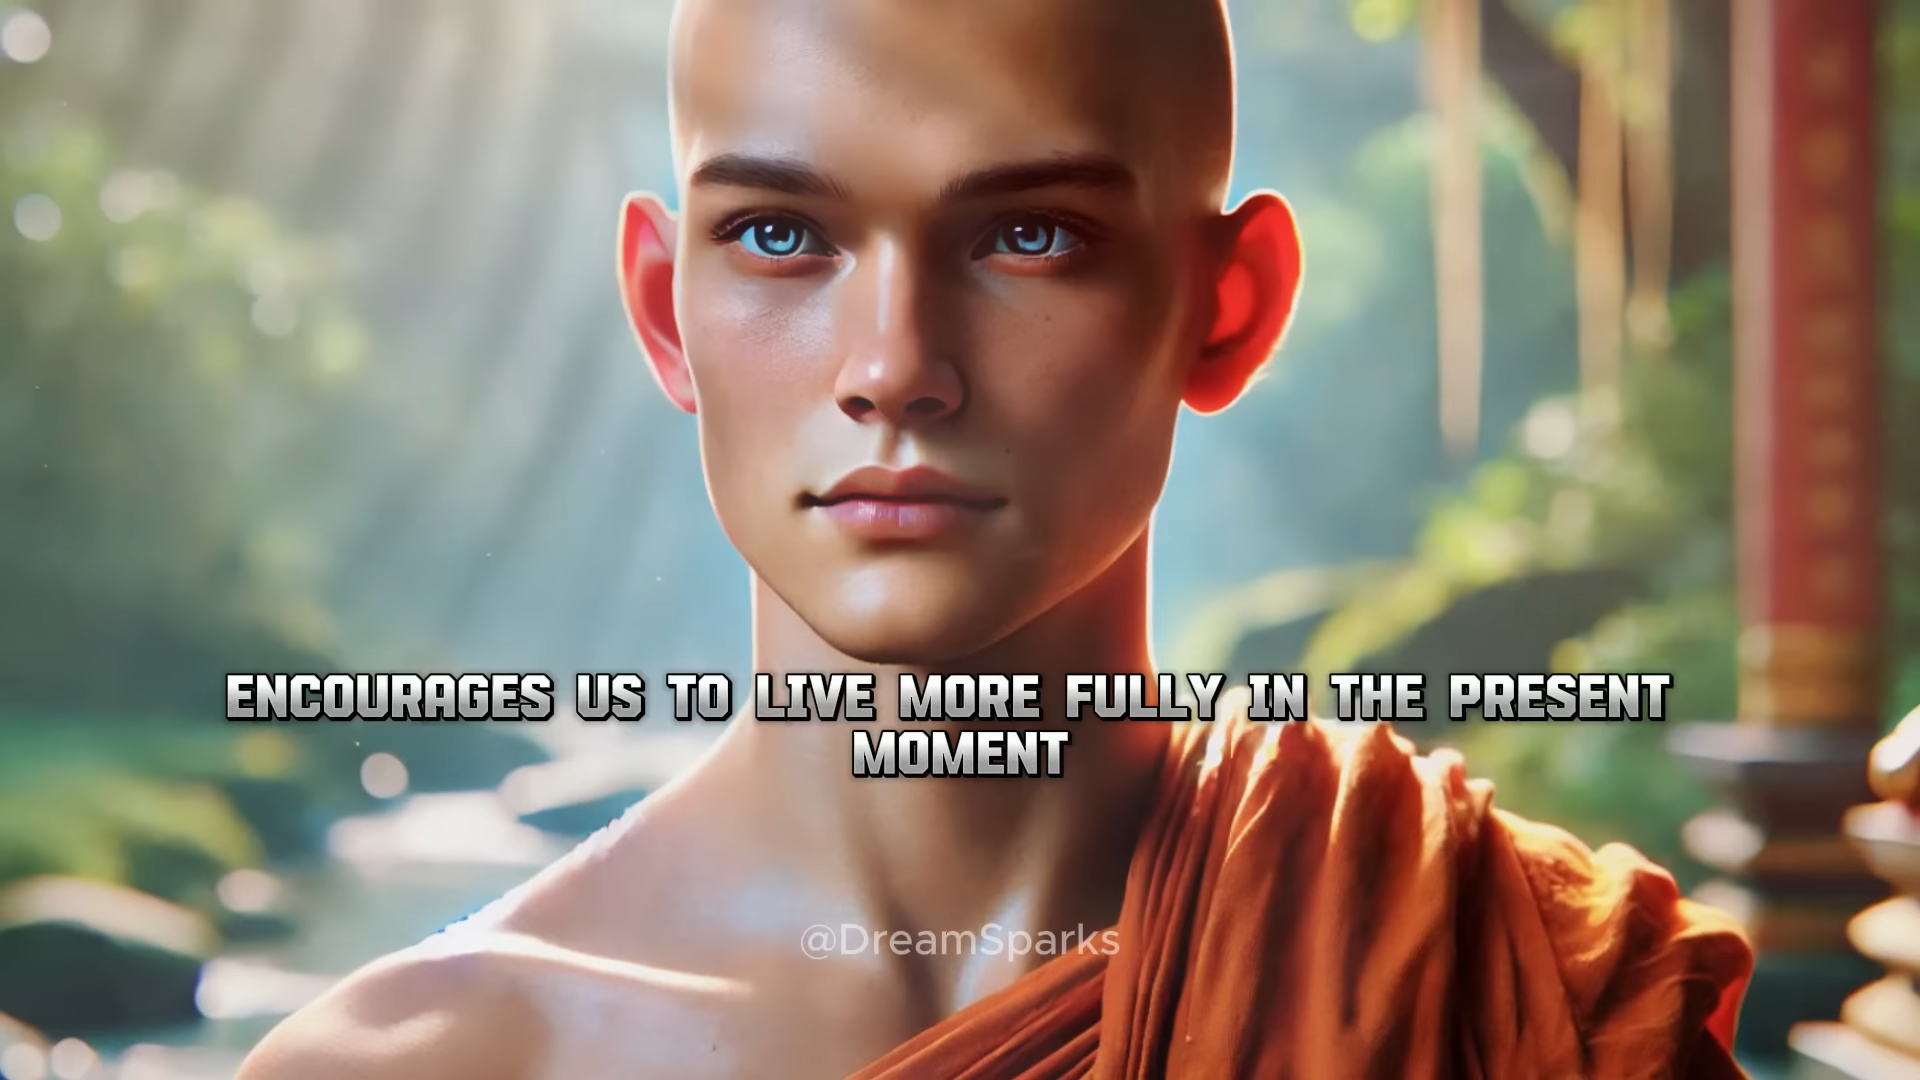 ENCOURAGES US TO LIVE MORE FULLY IN THE PRESENT
MOMENT
@DreamSparks